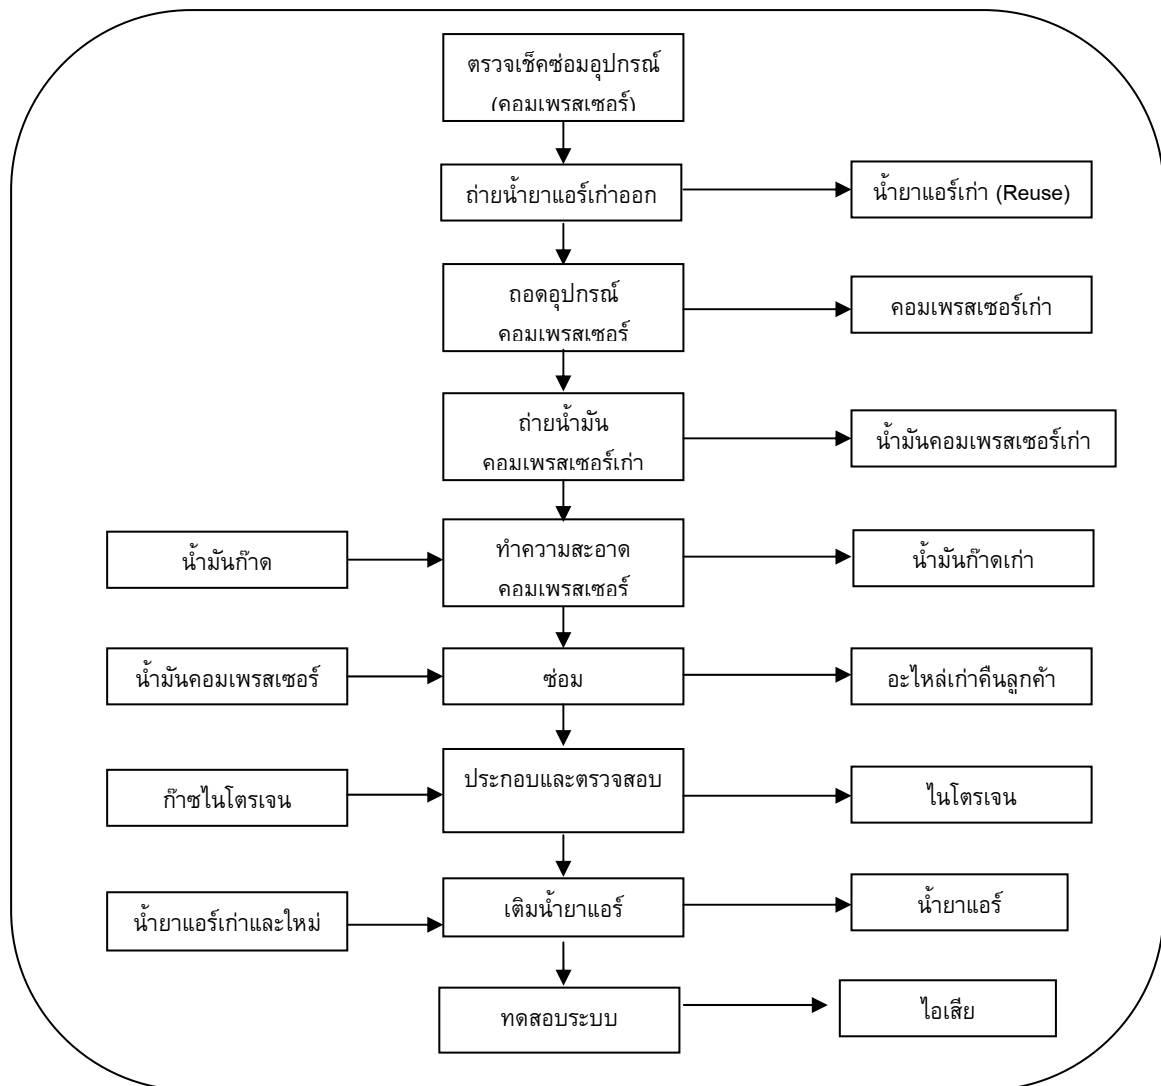 ตรวจเช็คซ่อมอุปกรณ์
(คอมเพรสเซอร์)
ถ่ายน้ำยาแอร์เก่าออก
น้ำยาแอร์เก่า (Reuse)
ถอดอุปกรณ์
คอมเพรสเซอร์
คอมเพรสเซอร์เก่า
ถ่ายน้ำมัน
คอมเพรสเซอร์เก่า
น้ำมันคอมเพรสเซอร์เก่า
น้ำมันก๊าด
ทำความสะอาด
คอมเพรสเซอร์
น้ำมันก๊าดเก่า
น้ำมันคอมเพรสเซอร์
ซ่อม
อะไหล่เก่าคืนลูกค้า
ก๊าซไนโตรเจน
ประกอบและตรวจสอบ
ไนโตรเจน
น้ำยาแอร์เก่าและใหม่
เติมน้ำยาแอร์
น้ำยาแอร์
ทดสอบระบบ
ไอเสีย